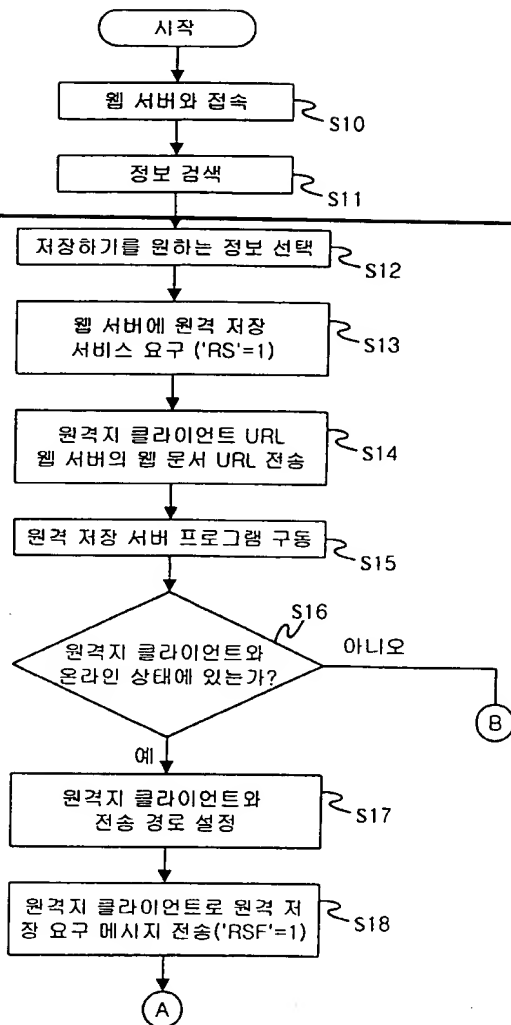 시작
웹 서버와 접속
S10
정보 검색
S11
저장하기를 원하는 정보 선택
S12
웹 서버에 원격 저장
서비스 요구 ('RS'=1)
S13
원격지 클라이언트 URL
웹 서버의 웹 문서 URL 전송
S14
원격 저장 서버 프로그램 구동
S15
S16
원격지 클라이언트와
온라인 상태에 있는가?
아니오
B
예
원격지 클라이언트와
전송 경로 설정
S17
원격지 클라이언트로 원격 저
장 요구 메시지 전송('RSF'=1)
S18
A